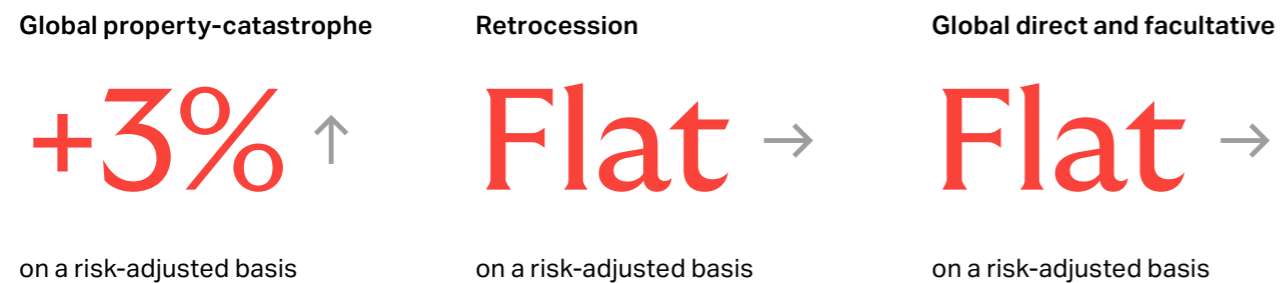 Global property-catastrophe
+3% ↑
on a risk-adjusted basis
Retrocession
Flat →
on a risk-adjusted basis
Global direct and facultative
Flat →
on a risk-adjusted basis